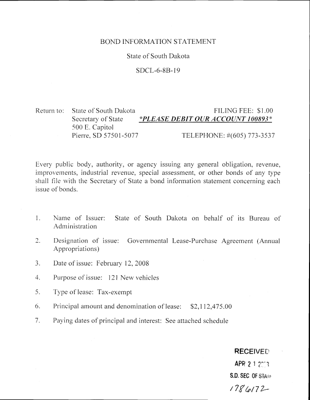 BOND INFORMATION STATEMENT
State of South Dakota
SDCL-6-8B-19
Return to: State of South Dakota FILING FEE: $1.00
Secretary of State *PLEASE DEBIT OUR ACCOUNT 100893*
500 E. Capitol
Pierre, SD 57501-5077 TELEPHONE: #(605) 773-3537
Every public body, authority, or agency issuing any general obligation, revenue,
improvements, industrial revenue, special assessment, or other bonds of any type
shall file with the Secretary of State a bond information statement concerning each
issue of bonds.
1. Name of Issuer: State of South Dakota on behalf of its Bureau of
Administration
2. Designation of issue: Governmental Lease-Purchase Agreement (Annual
Appropriations)
3. Date of issue: February 12, 2008
4. Purpose of issue: 121 New vehicles
5. Type of lease: Tax-exempt
6. Principal amount and denomination of lease: $2,112,475.00
7. Paying dates of principal and interest: See attached schedule
RECEIVED
APR 21
S.D. SEC OF STATE
1786172